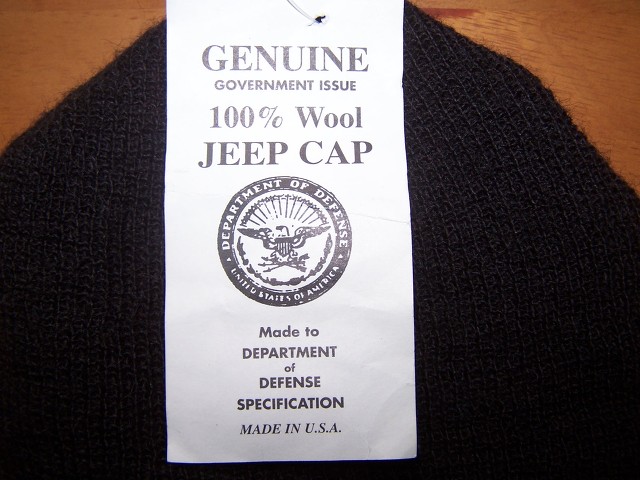 GENUINE
GOVERNMENT ISSUE
100% Wool
JEEP CAP
DEPARTMENT OF DEFENSE
UNITED STATES OF AMERICA
Made to
DEPARTMENT
of
DEFENSE
SPECIFICATION
MADE IN U.S.A.